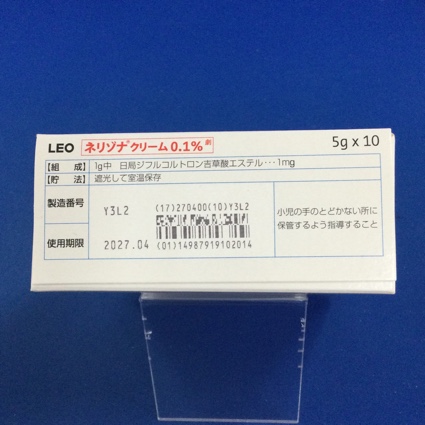 LEO ネリゾナ®クリーム0.1% 劇 5g x 10
【組 成】 1g中 日局ジフルコルトロン吉草酸エステル・・・1mg
【貯 法】 遮光して室温保存
製造番号 Y3L2
(17)270400(10)Y3L2
使用期限 2027.04
(01)14987919102014
小児の手のとどかない所に
保管するよう指導すること